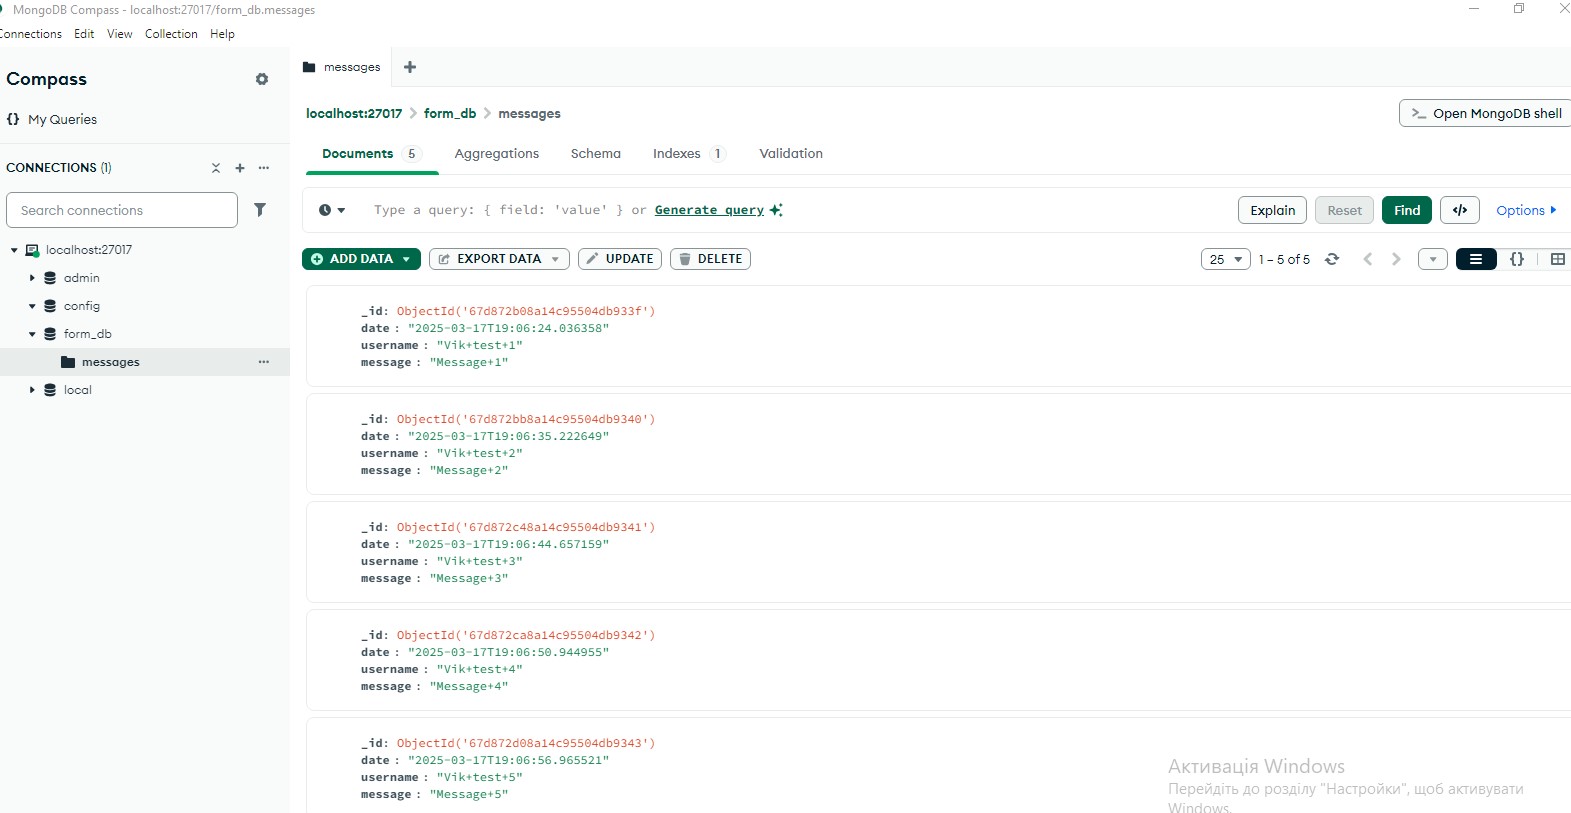 MongoDB Compass - localhost:27017/form_db.messages
Connections Edit View Collection Help
Compass
{} My Queries
CONNECTIONS (1)
Search connections
localhost:27017
admin
config
form_db
messages
local
messages
localhost:27017 > form_db > messages
>_ Open MongoDB shell
Documents 5 Aggregations Schema Indexes 1 Validation
Type a query: { field: 'value' } or Generate query
Explain Reset Find </> Options
ADD DATA EXPORT DATA UPDATE DELETE
25 1 – 5 of 5 {}
_id: ObjectId('67d872b08a14c95504db933f')
date : "2025-03-17T19:06:24.036358"
username : "Vik+test+1"
message : "Message+1"
_id: ObjectId('67d872bb8a14c95504db9340')
date : "2025-03-17T19:06:35.222649"
username : "Vik+test+2"
message : "Message+2"
_id: ObjectId('67d872c48a14c95504db9341')
date : "2025-03-17T19:06:44.657159"
username : "Vik+test+3"
message : "Message+3"
_id: ObjectId('67d872ca8a14c95504db9342')
date : "2025-03-17T19:06:50.944955"
username : "Vik+test+4"
message : "Message+4"
_id: ObjectId('67d872d08a14c95504db9343')
date : "2025-03-17T19:06:56.965521"
username : "Vik+test+5"
message : "Message+5"
Активація Windows
Перейдіть до розділу "Настройки", щоб активувати
Windows.